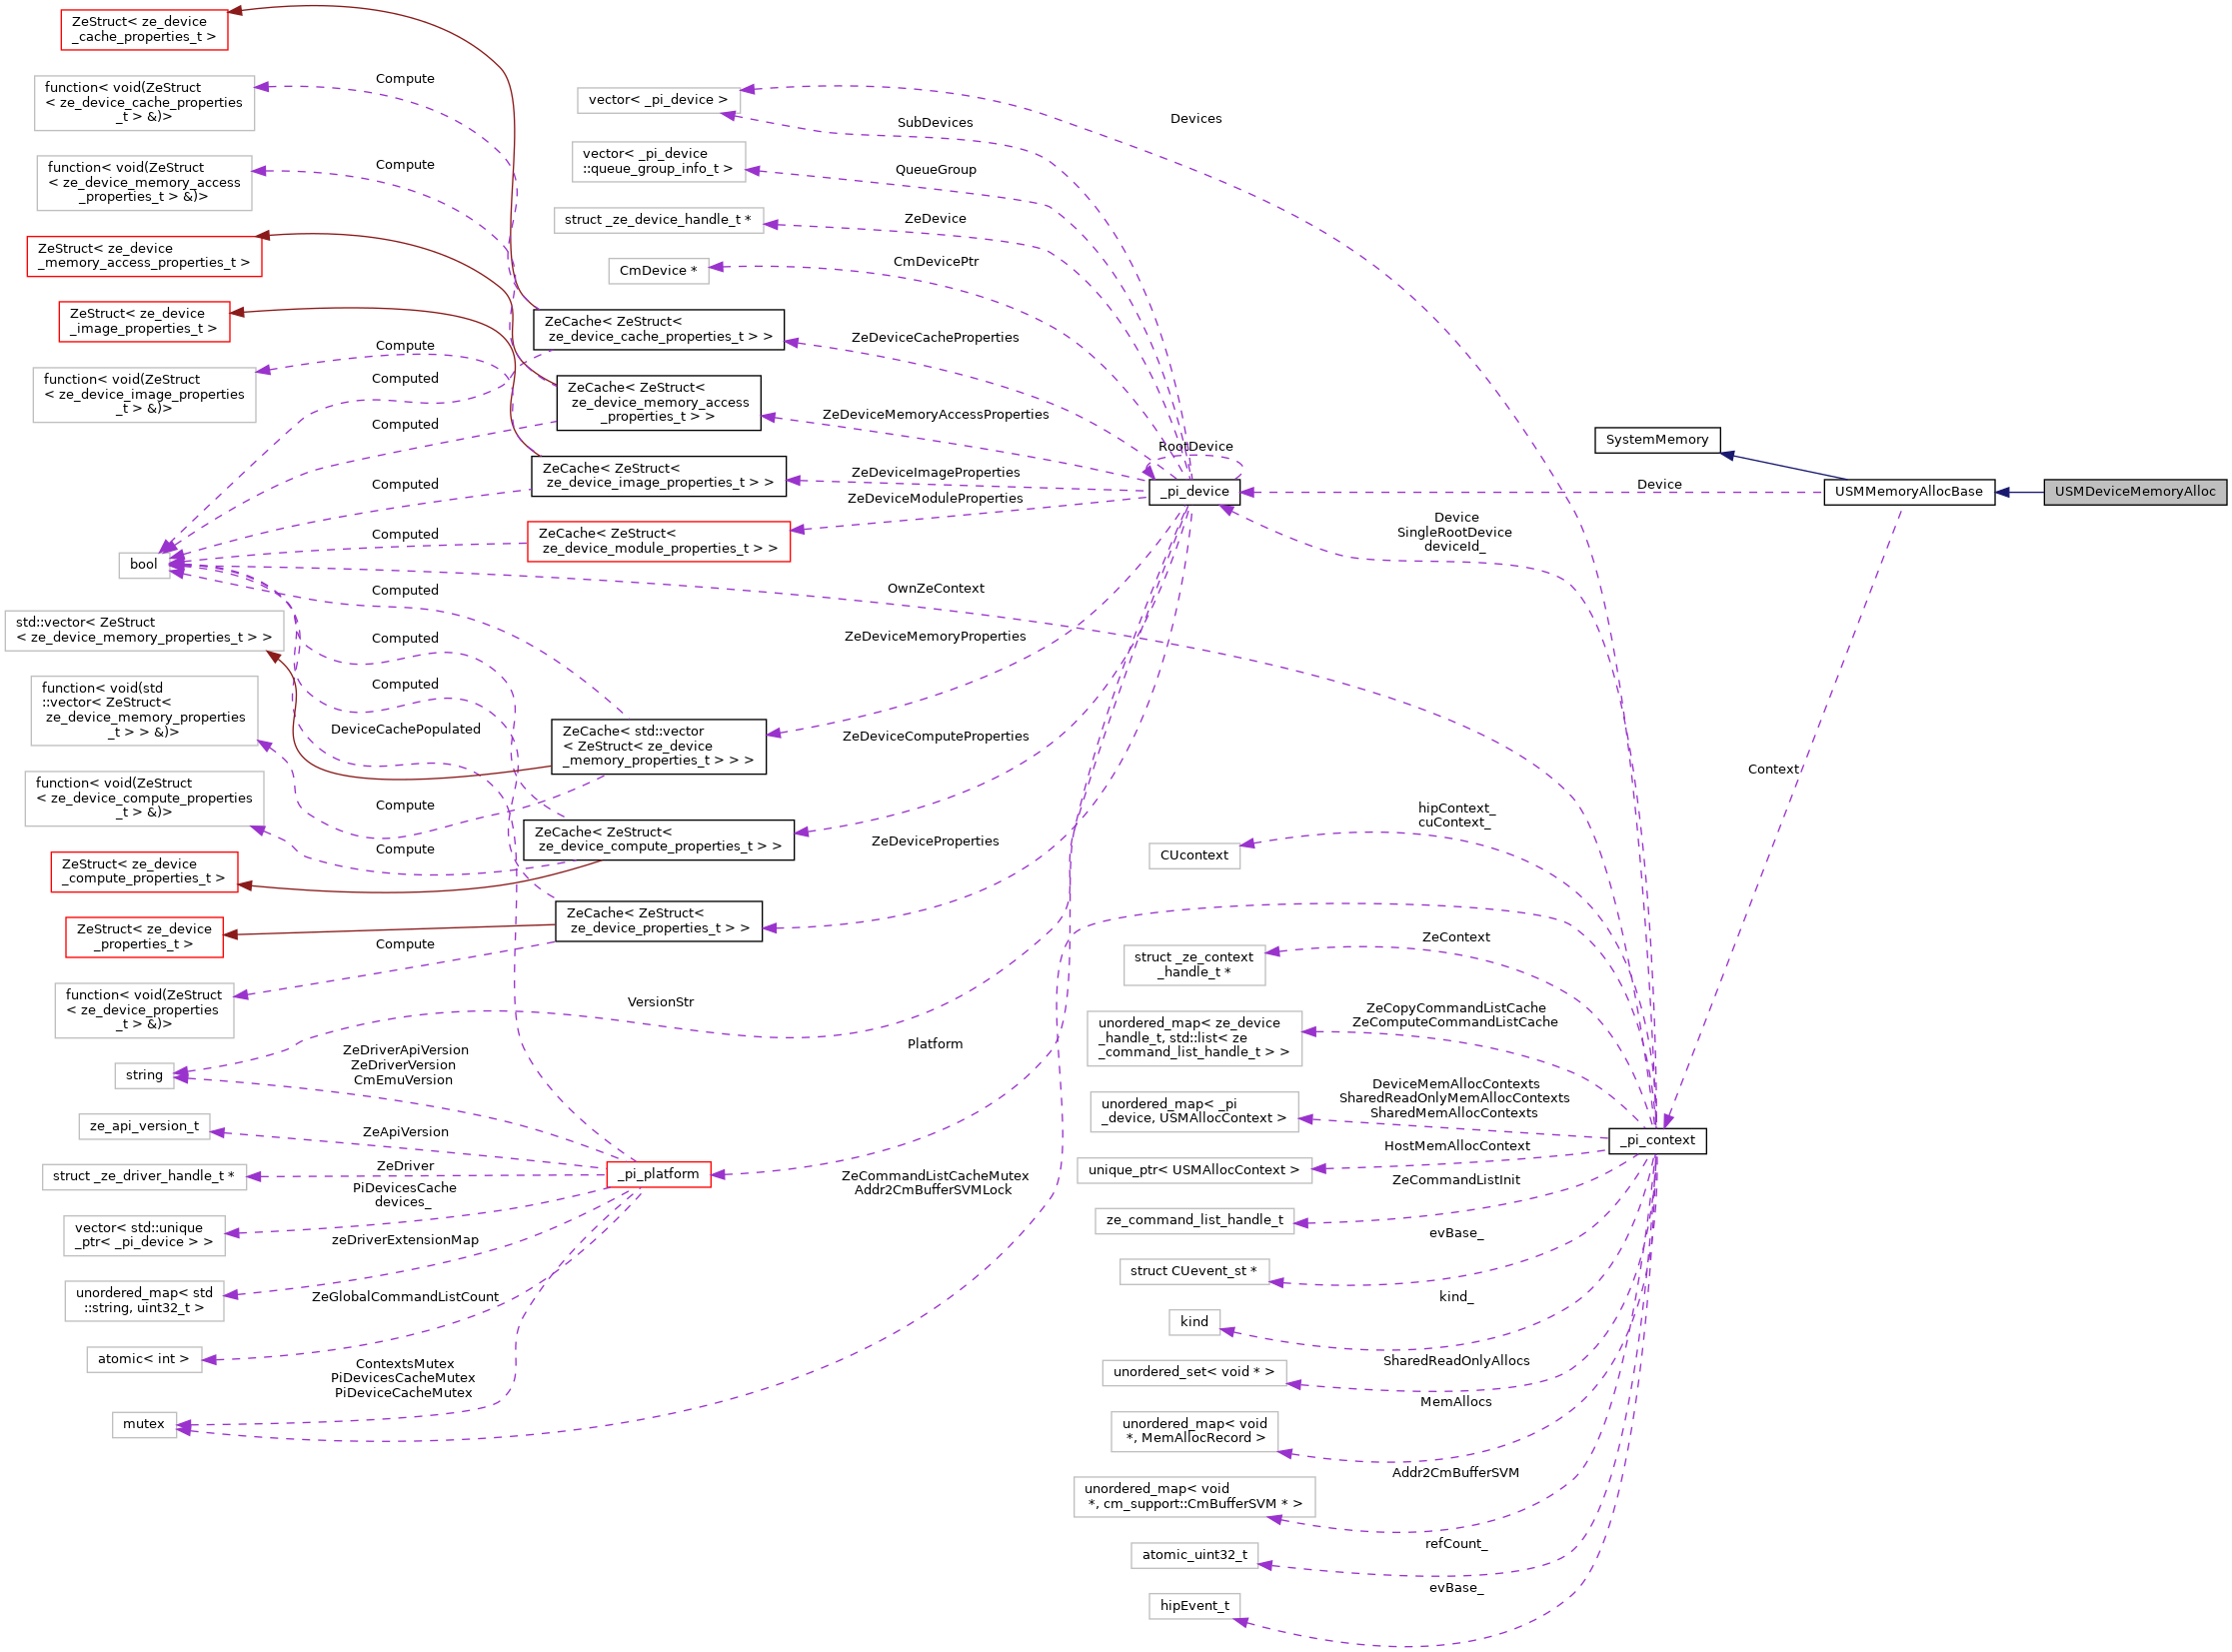 ZeStruct< ze_device
_cache_properties_t >
function< void(ZeStruct
< ze_device_cache_properties
_t > &)>
function< void(ZeStruct
< ze_device_memory_access
_properties_t > &)>
ZeStruct< ze_device
_memory_access_properties_t >
ZeStruct< ze_device
_image_properties_t >
function< void(ZeStruct
< ze_device_image_properties
_t > &)>
bool
std::vector< ZeStruct
< ze_device_memory_properties_t > >
function< void(std
::vector< ZeStruct<
ze_device_memory_properties
_t > > &)>
function< void(ZeStruct
< ze_device_compute_properties
_t > &)>
ZeStruct< ze_device
_compute_properties_t >
ZeStruct< ze_device
_properties_t >
function< void(ZeStruct
< ze_device_properties
_t > &)>
string
ze_api_version_t
struct _ze_driver_handle_t *
vector< std::unique
_ptr< _pi_device > >
unordered_map< std
::string, uint32_t >
atomic< int >
mutex
Compute
Compute
Compute
Computed
Computed
Computed
Computed
Computed
Computed
Computed
DeviceCachePopulated
Compute
Compute
Compute
VersionStr
ZeDriverApiVersion
ZeDriverVersion
CmEmuVersion
ZeApiVersion
ZeDriver
PiDevicesCache
devices_
zeDriverExtensionMap
ZeGlobalCommandListCount
ContextsMutex
PiDevicesCacheMutex
PiDeviceCacheMutex
vector< _pi_device >
vector< _pi_device
::queue_group_info_t >
struct _ze_device_handle_t *
CmDevice *
ZeCache< ZeStruct<
ze_device_cache_properties_t > >
ZeCache< ZeStruct<
ze_device_memory_access
_properties_t > >
ZeCache< ZeStruct<
ze_device_image_properties_t > >
ZeCache< ZeStruct<
ze_device_module_properties_t > >
ZeCache< std::vector
< ZeStruct< ze_device
_memory_properties_t > > >
ZeCache< ZeStruct<
ze_device_compute_properties_t > >
ZeCache< ZeStruct<
ze_device_properties_t > >
_pi_platform
SubDevices
QueueGroup
ZeDevice
CmDevicePtr
ZeDeviceCacheProperties
ZeDeviceMemoryAccessProperties
ZeDeviceImageProperties
ZeDeviceModuleProperties
OwnZeContext
ZeDeviceMemoryProperties
ZeDeviceComputeProperties
ZeDeviceProperties
Platform
ZeCommandListCacheMutex
Addr2CmBufferSVMLock
RootDevice
_pi_device
CUcontext
struct _ze_context
_handle_t *
unordered_map< ze_device
_handle_t, std::list< ze
_command_list_handle_t > >
unordered_map< _pi
_device, USMAllocContext >
unique_ptr< USMAllocContext >
ze_command_list_handle_t
struct CUevent_st *
kind
unordered_set< void * >
unordered_map< void
*, MemAllocRecord >
unordered_map< void
*, cm_support::CmBufferSVM * >
atomic_uint32_t
hipEvent_t
Devices
Device
SingleRootDevice
deviceId_
hipContext_
cuContext_
ZeContext
ZeCopyCommandListCache
ZeComputeCommandListCache
DeviceMemAllocContexts
SharedReadOnlyMemAllocContexts
SharedMemAllocContexts
HostMemAllocContext
ZeCommandListInit
evBase_
kind_
SharedReadOnlyAllocs
MemAllocs
Addr2CmBufferSVM
refCount_
evBase_
SystemMemory
Device
Context
_pi_context
USMMemoryAllocBase
USMDeviceMemoryAlloc